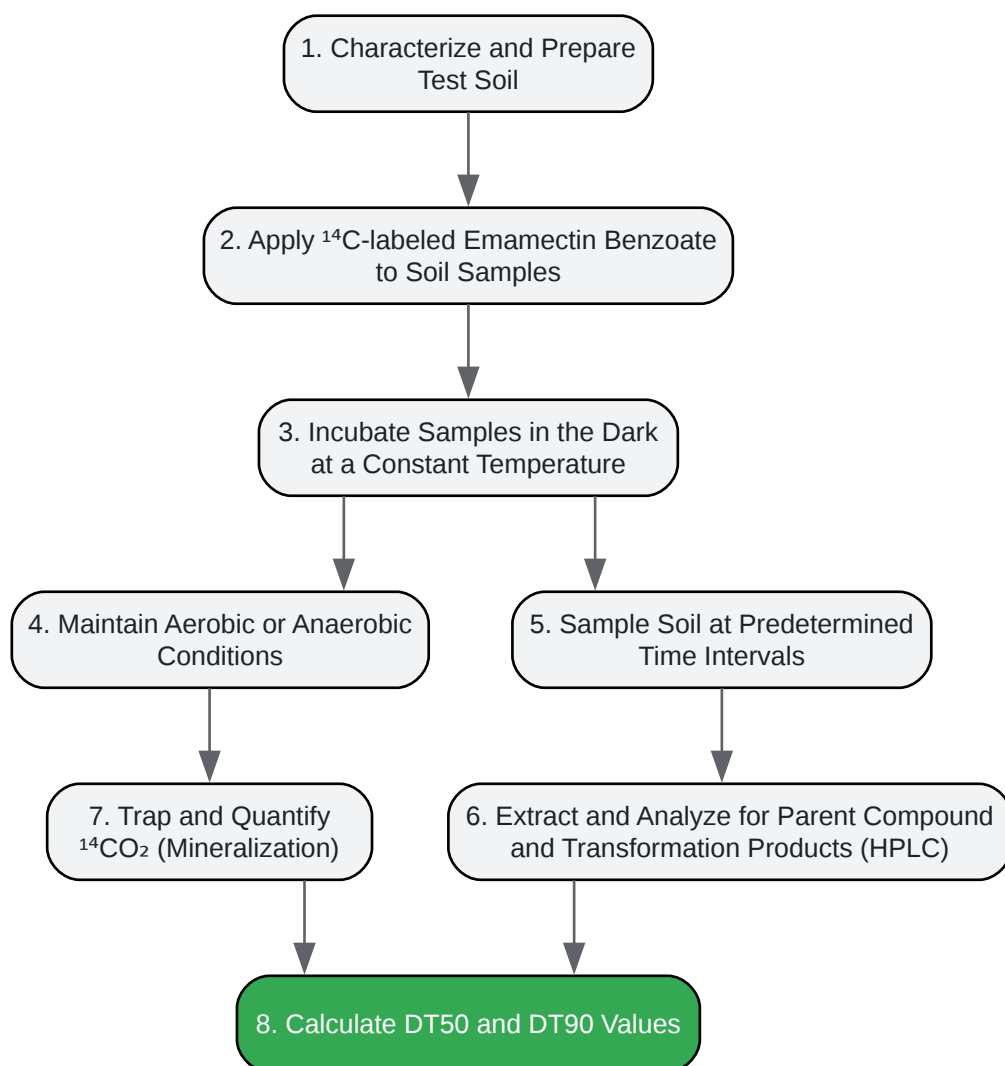 1. Characterize and Prepare
Test Soil
2. Apply ¹⁴C-labeled Emamectin Benzoate
to Soil Samples
3. Incubate Samples in the Dark
at a Constant Temperature
4. Maintain Aerobic or Anaerobic
Conditions
5. Sample Soil at Predetermined
Time Intervals
7. Trap and Quantify
¹⁴CO₂ (Mineralization)
6. Extract and Analyze for Parent Compound
and Transformation Products (HPLC)
8. Calculate DT50 and DT90 Values